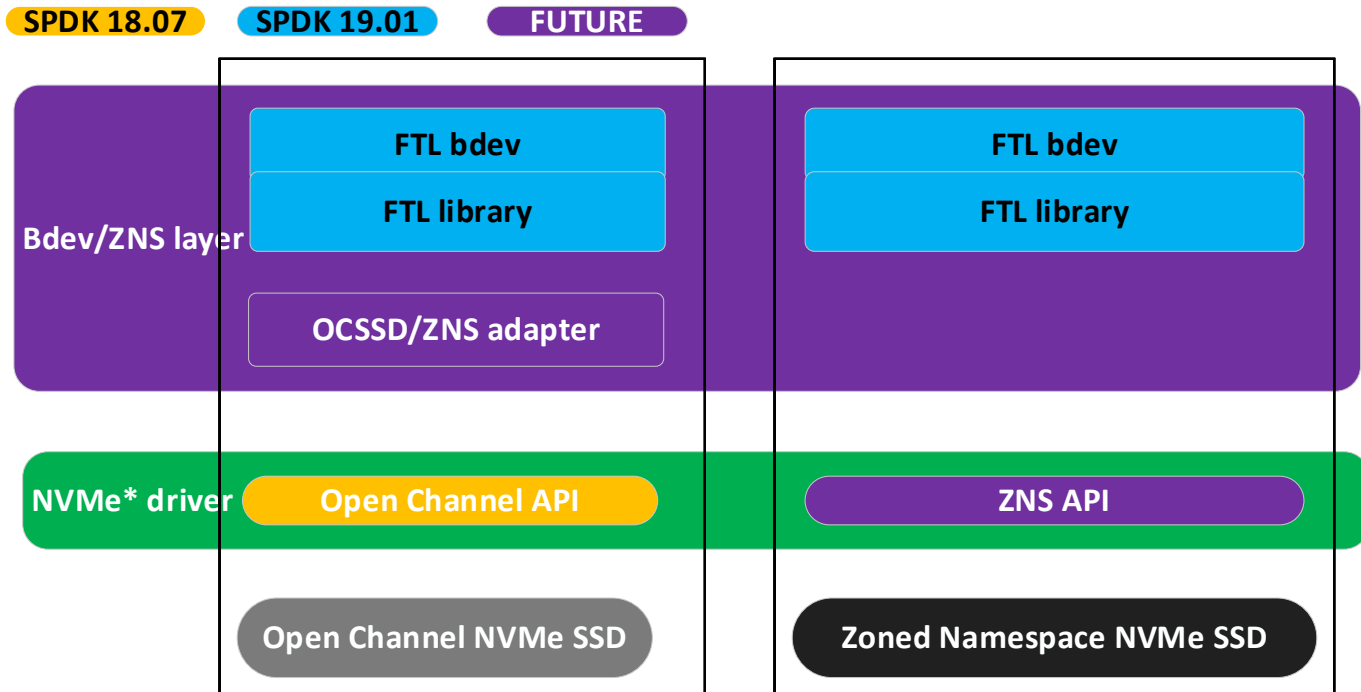 SPDK 18.07 SPDK 19.01 FUTURE
FTL bdev FTL bdev
FTL library FTL library
Bdev/ZNS layer
OCSSD/ZNS adapter
NVMe* driver Open Channel API ZNS API
Open Channel NVMe SSD Zoned Namespace NVMe SSD